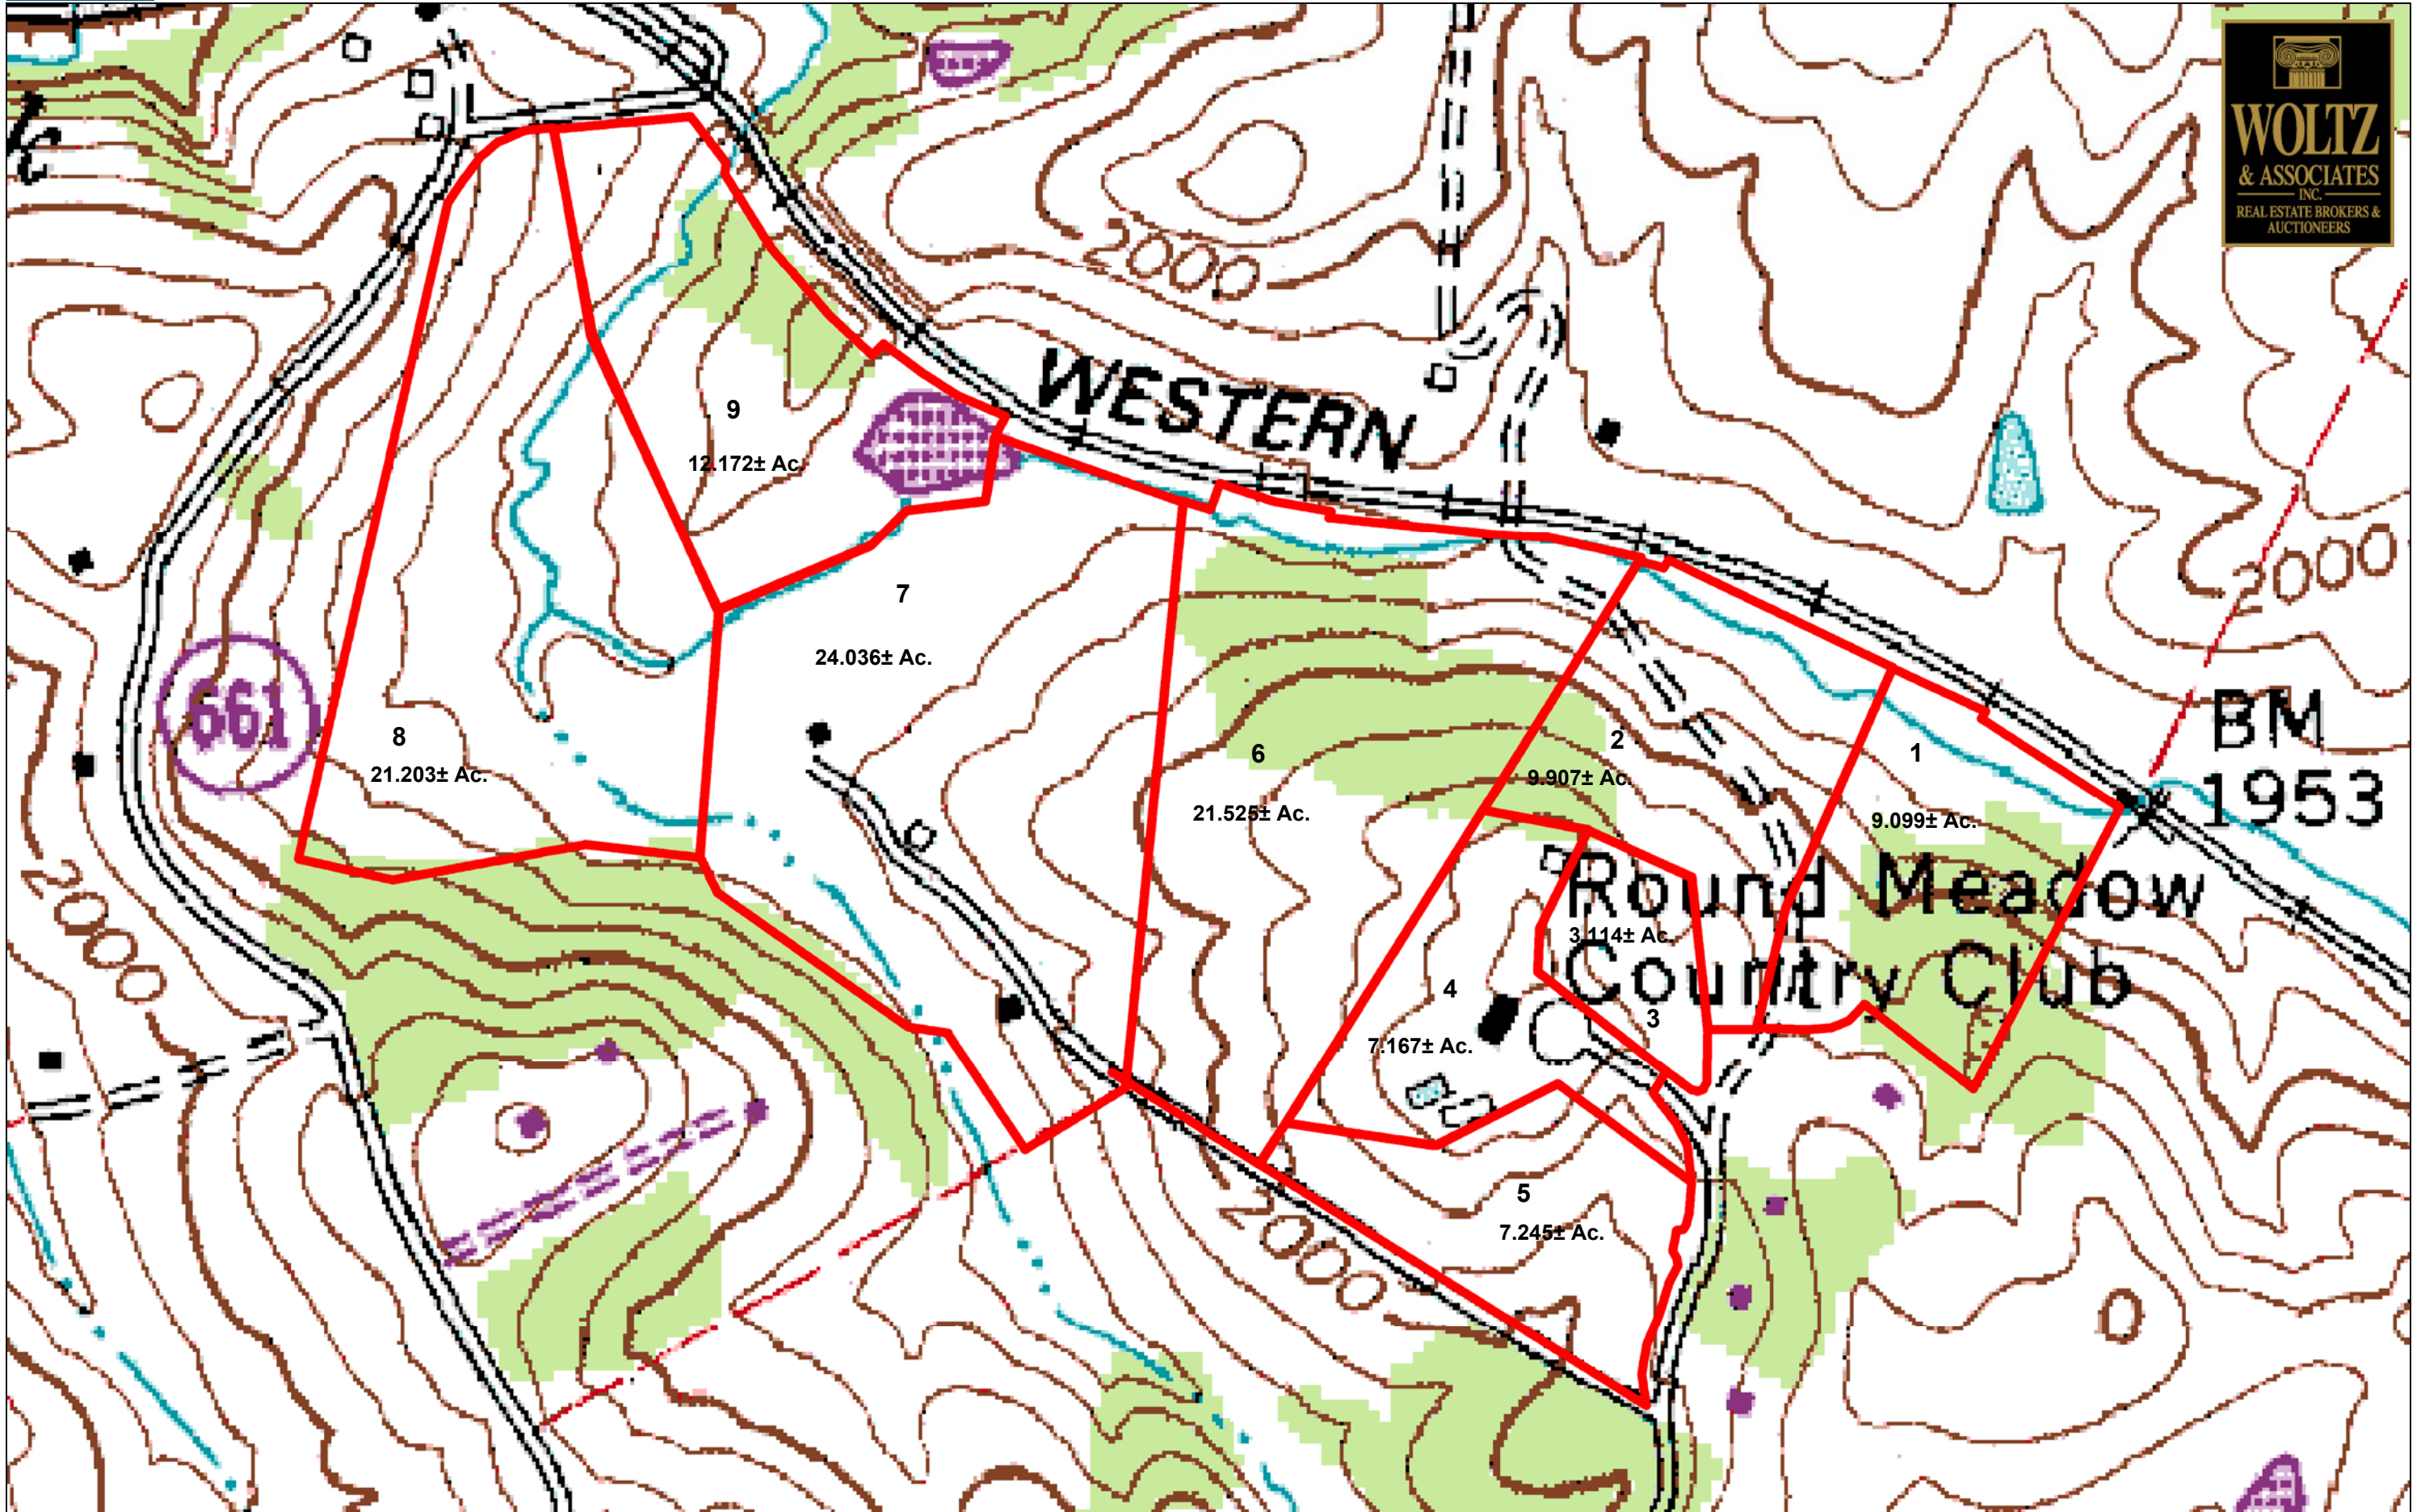 WOLTZ
& ASSOCIATES
INC.
REAL ESTATE BROKERS &
AUCTIONEERS
2000
WESTERN
9
12.172± Ac.
2000
7
24.036± Ac.
661
8
21.203± Ac.
6
21.525± Ac.
2
9.907± Ac.
1
9.099± Ac.
BM
1953
2000
Round Meadow
Country Club
3.114± Ac.
3
4
7.167± Ac.
5
7.245± Ac.
2000
0